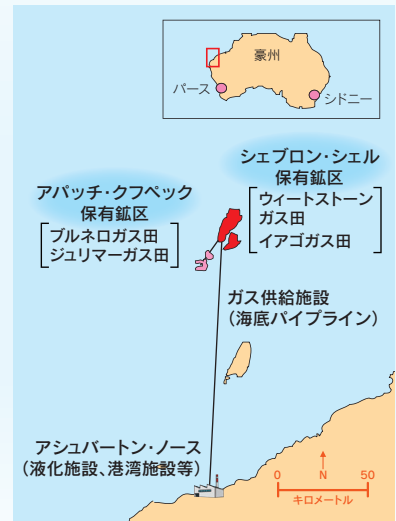 豪州
パース
シドニー
シェブロン・シェル
保有鉱区
ウィートストーン
ガス田
イアゴガス田
アパッチ・クフペック
保有鉱区
ブルネロガス田
ジュリマーガス田
ガス供給施設
（海底パイプライン）
アシュバートン・ノース
（液化施設、港湾施設等）
0 N 50
キロメートル